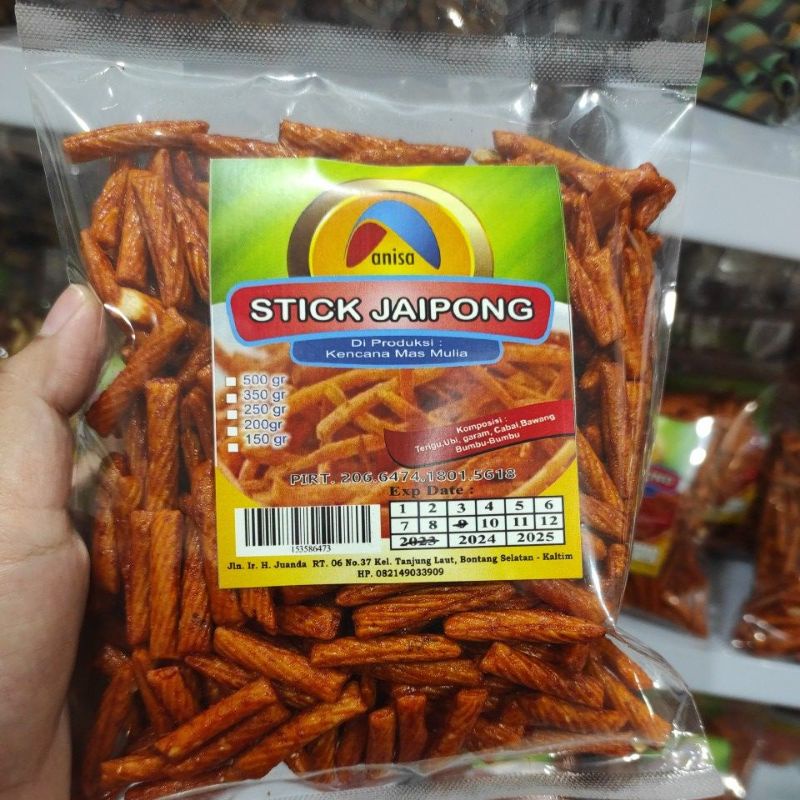 anisa
STICK JAIPONG
Di Produksi :
Kencana Mas Mulia
500 gr
350 gr
250 gr
200gr
150 gr
Komposisi :
Terigu,Ubi, garam, Cabai,Bawang
Bumbu-Bumbu
PIRT. 206.6474.1801.5618
Exp Date :
1 2 3 4 5 6
7 8 9 10 11 12
2023 2024 2025
153586473
Jln. Ir. H. Juanda RT. 06 No.37 Kel. Tanjung Laut, Bontang Selatan - Kaltim
HP. 082149033909